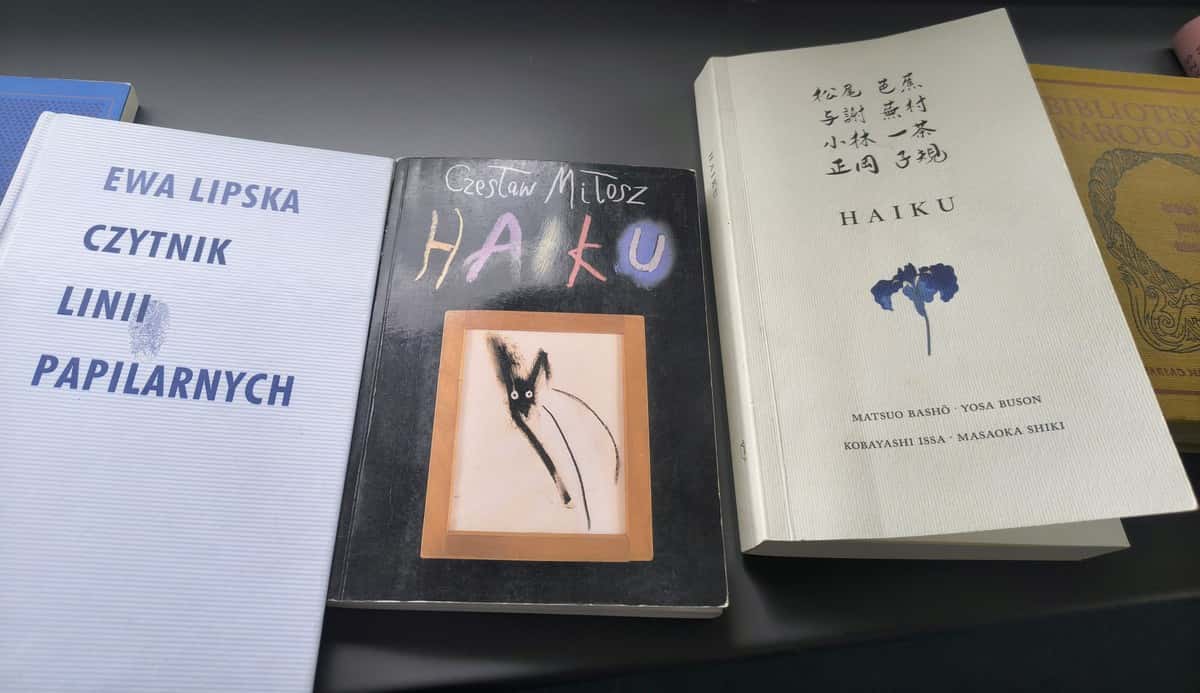 EWA LIPSKA
CZYTNIK
LINII
PAPILARNYCH
Czesław Miłosz
HAIKU
HAIKU
松尾 芭蕉
与謝 蕪村
小林 一茶
正岡 子規
HAIKU
MATSUO BASHŌ · YOSA BUSON
KOBAYASHI ISSA · MASAOKA SHIKI